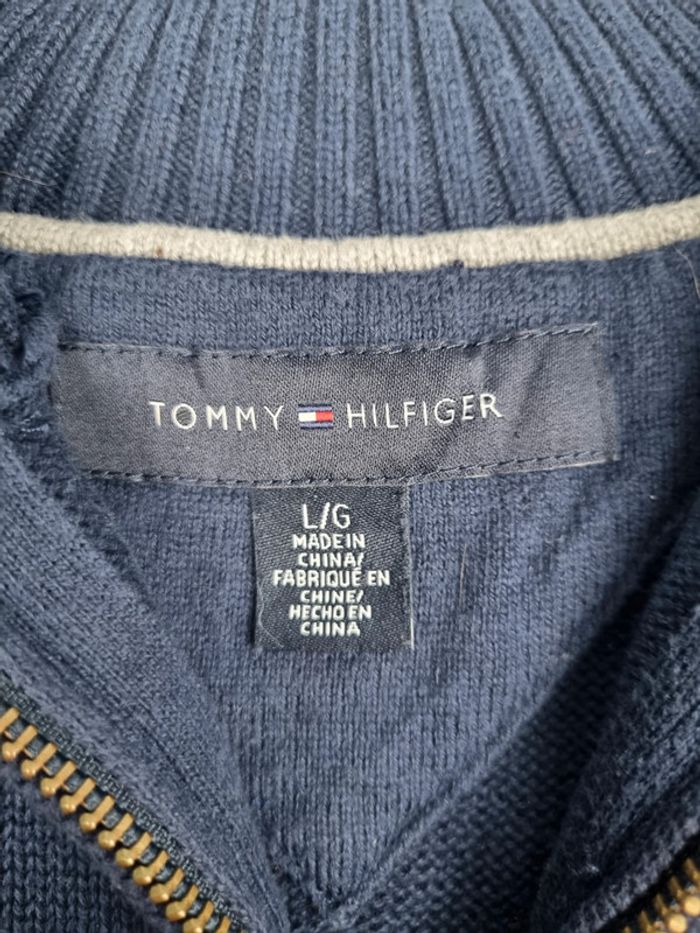 TOMMY HILFIGER
L/G
MADE IN
CHINA/
FABRIQUÉ EN
CHINE/
HECHO EN
CHINA